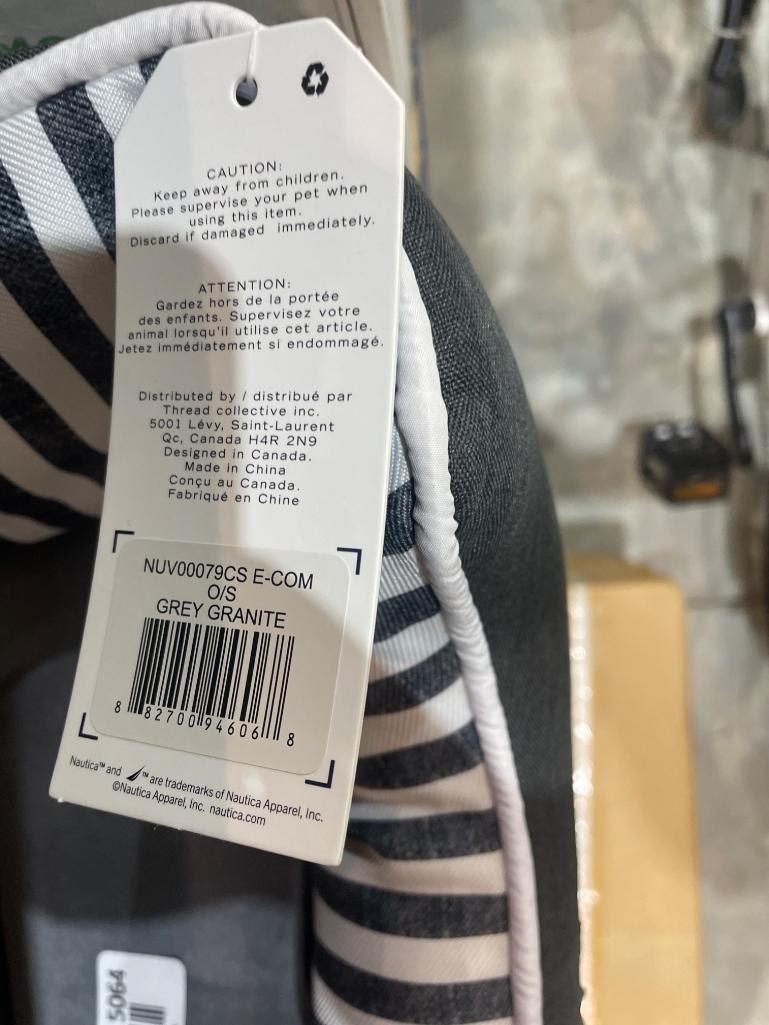 CAUTION:
Keep away from children.
Please supervise your pet when
using this item.
Discard if damaged immediately.
ATTENTION:
Gardez hors de la portée
des enfants. Supervisez votre
animal lorsqu'il utilise cet article.
Jetez immédiatement si endommagé.
Distributed by / distribué par
Thread collective inc.
5001 Lévy, Saint-Laurent
Qc, Canada H4R 2N9
Designed in Canada.
Made in China
Conçu au Canada.
Fabriqué en Chine
NUV00079CS E-COM
O/S
GREY GRANITE
8 82700 94606 8
Nautica™ and ™ are trademarks of Nautica Apparel, Inc.
©Nautica Apparel, Inc. nautica.com
5064